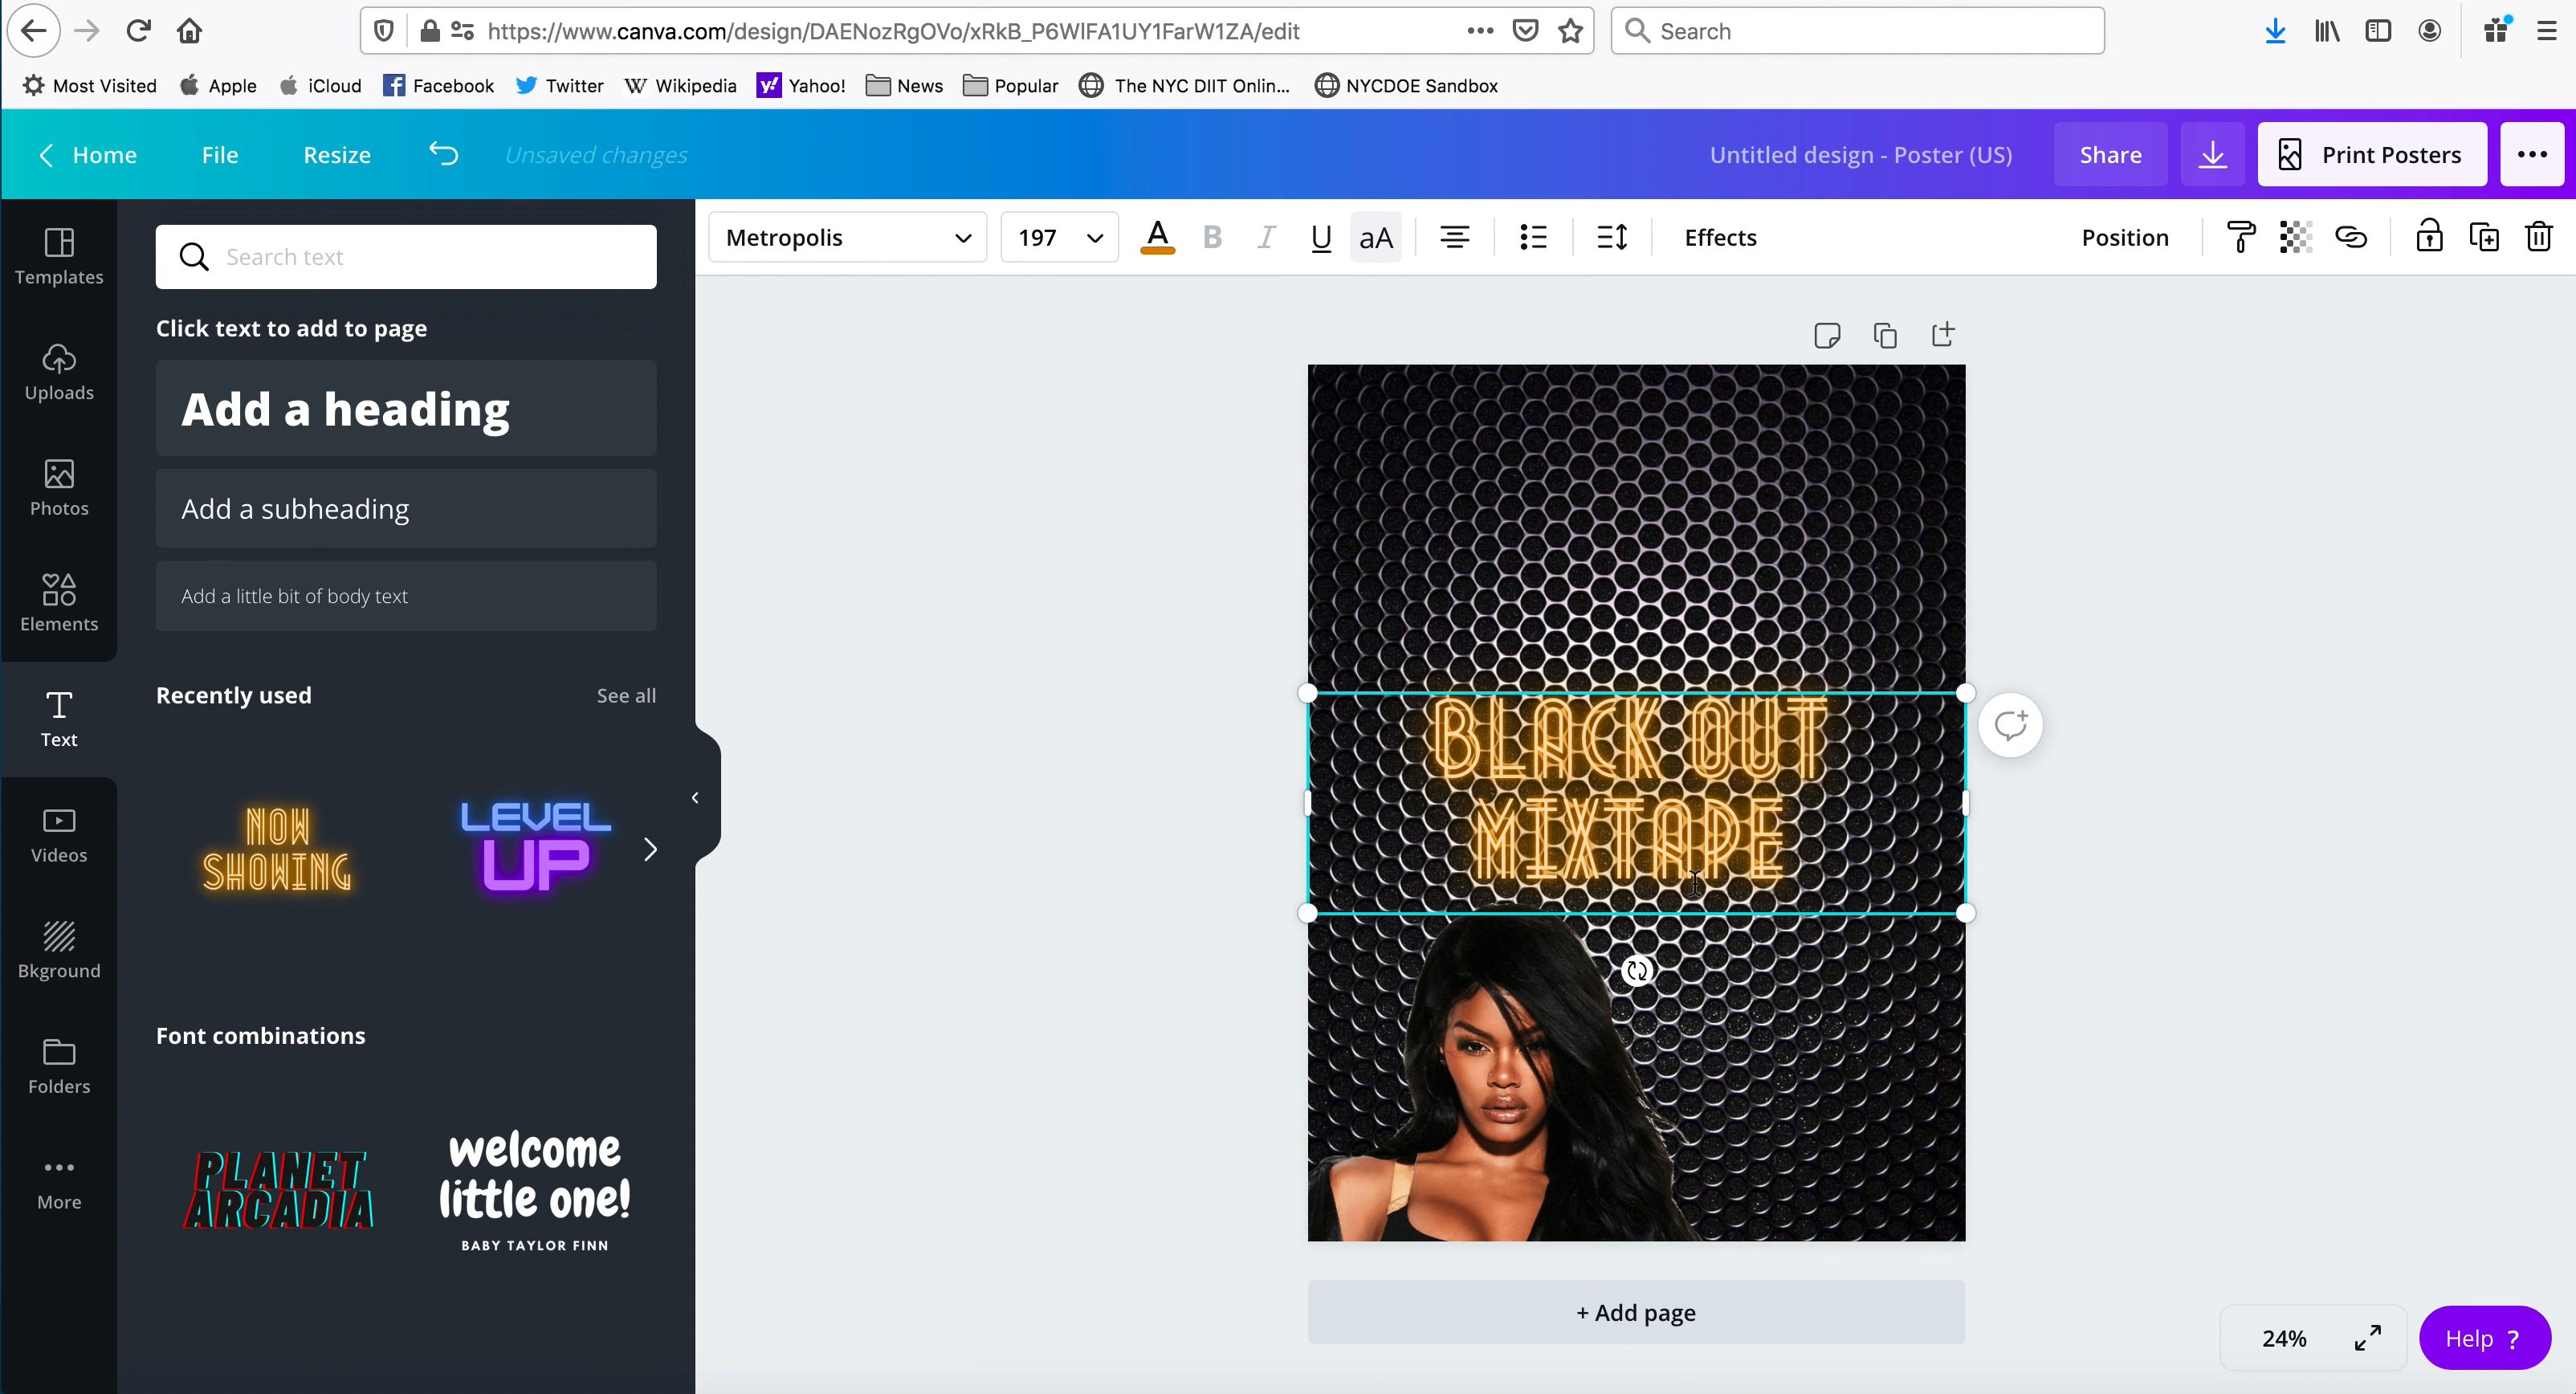 https://www.canva.com/design/DAENozRgOVo/xRkB_P6WlFA1UY1FarW1ZA/edit
Search
Most Visited Apple iCloud Facebook Twitter W Wikipedia y! Yahoo! News Popular The NYC DIIT Onlin... NYCDOE Sandbox
Home File Resize Unsaved changes Untitled design - Poster (US) Share Print Posters
Metropolis 197 A B I U aA Effects Position
Templates
Uploads
Photos
Elements
Text
Videos
Bkground
Folders
More
Search text
Click text to add to page
Add a heading
Add a subheading
Add a little bit of body text
Recently used See all
NOW
SHOWING
LEVEL
UP
Font combinations
PLANET
ARCADIA
welcome
little one!
BABY TAYLOR FINN
BLACK OUT
MIXTAPE
+ Add page
24%
Help ?